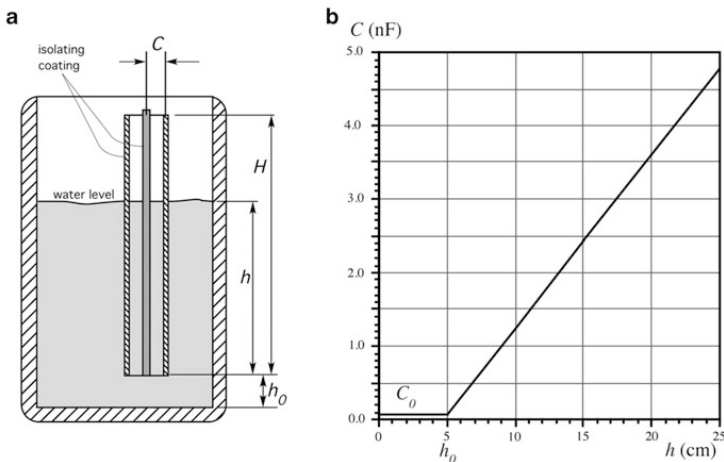 a
isolating
coating
C
H
water level
h
h0
b
C (nF)
5.0
4.0
3.0
2.0
1.0
0.0
C0
0
5
10
15
20
25
h0
h (cm)